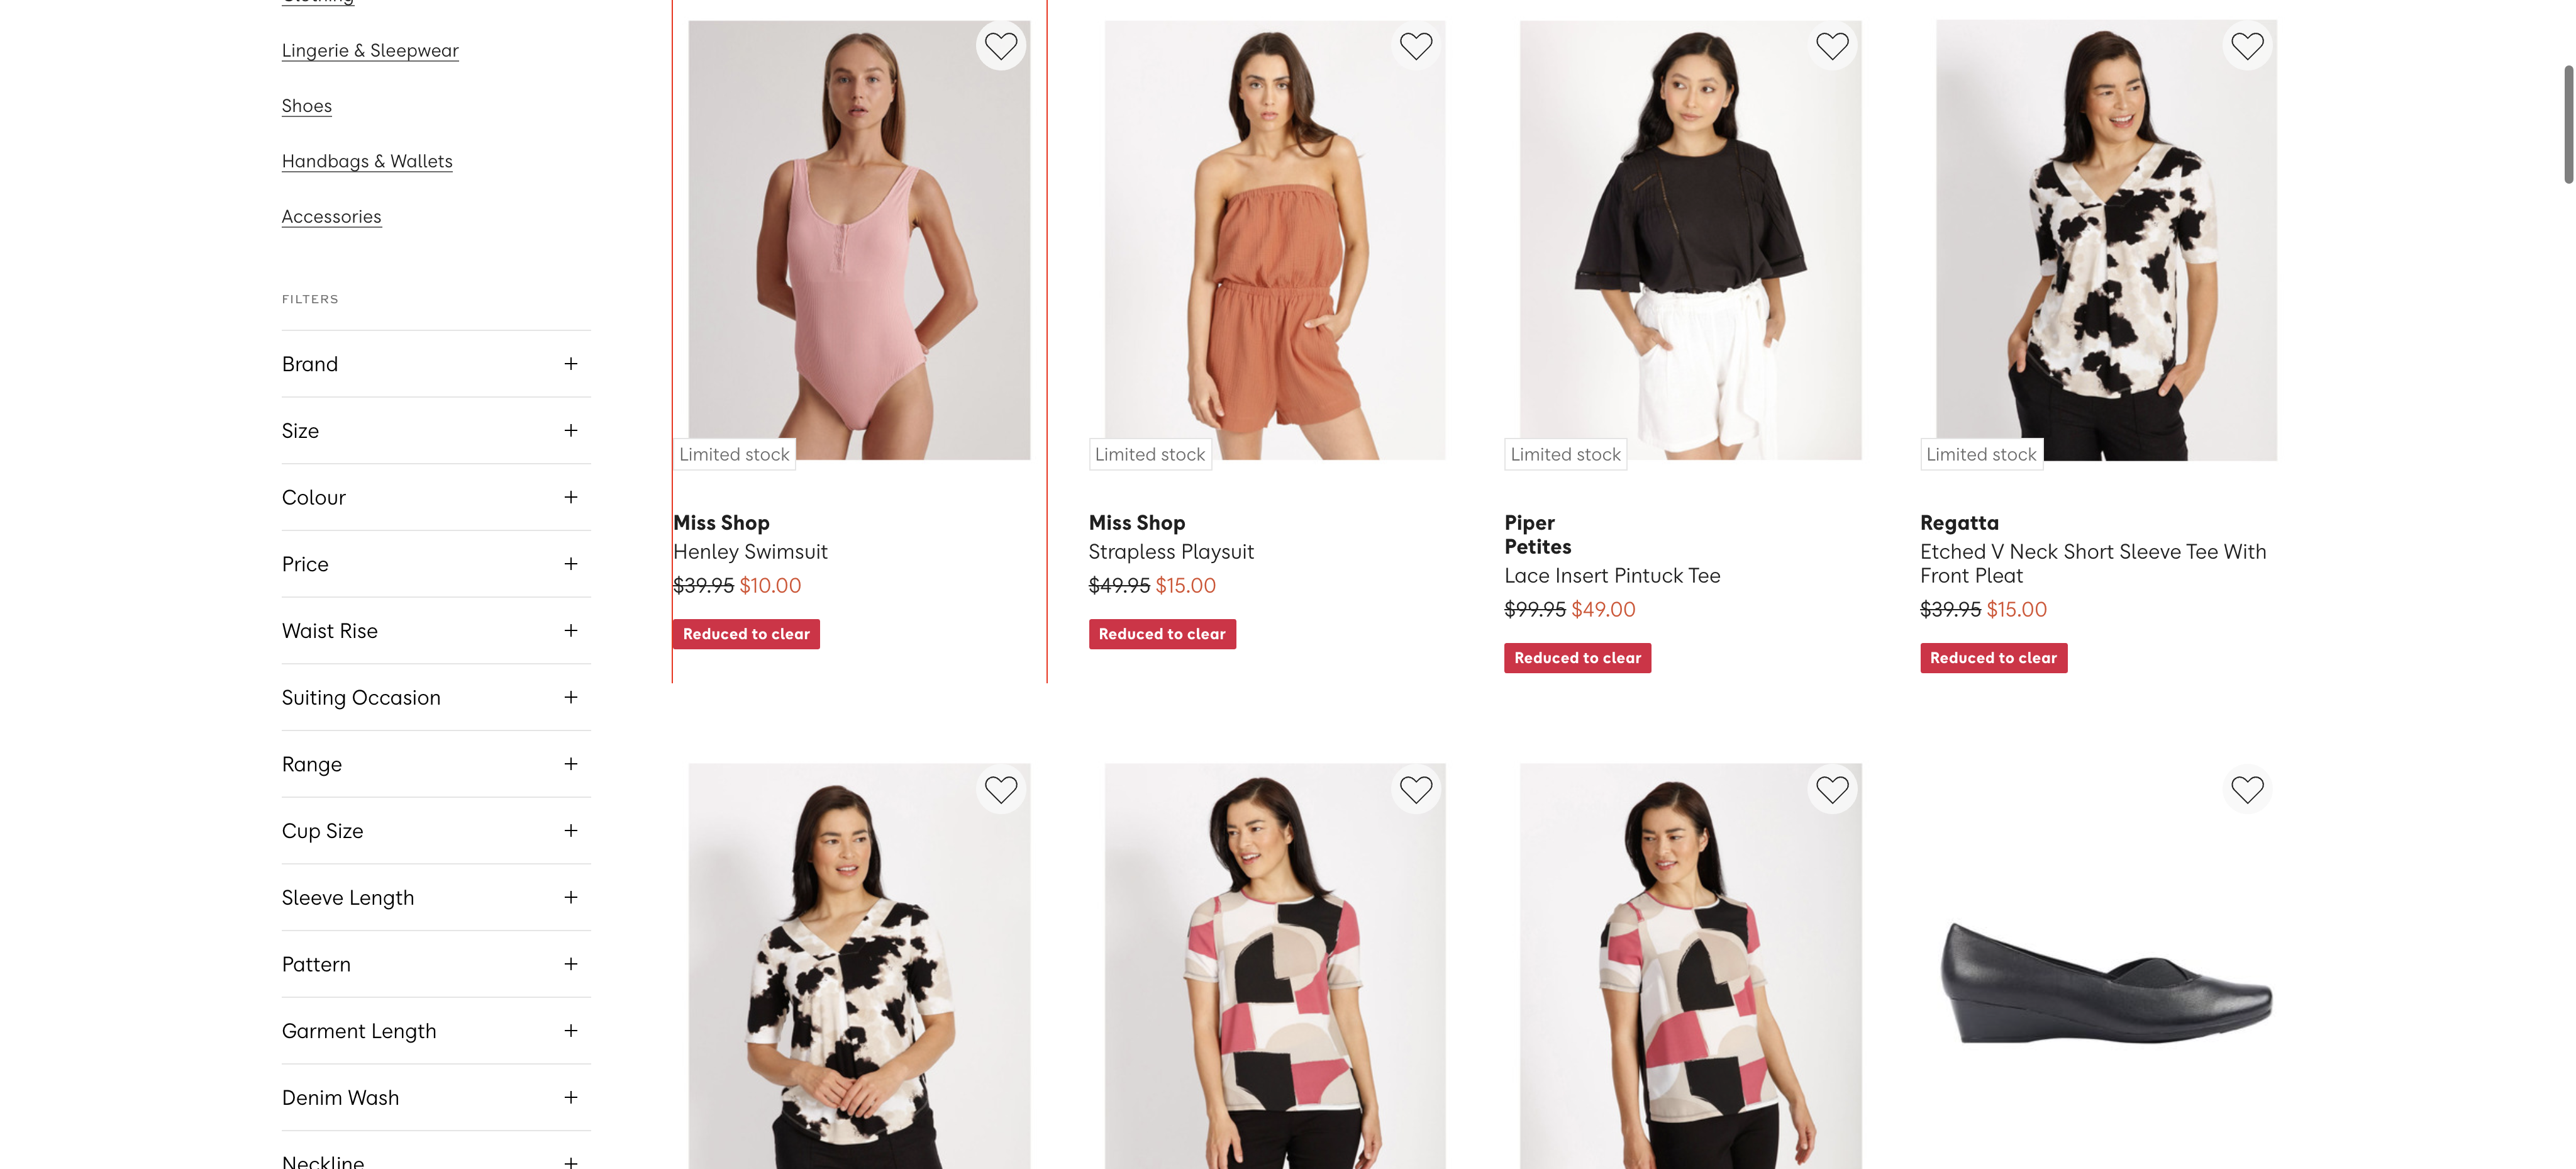 Clothing
Lingerie & Sleepwear
Shoes
Handbags & Wallets
Accessories
FILTERS
Brand
Size
Colour
Price
Waist Rise
Suiting Occasion
Range
Cup Size
Sleeve Length
Pattern
Garment Length
Denim Wash
Neckline
Limited stock
Miss Shop
Henley Swimsuit
$39.95 $10.00
Reduced to clear
Limited stock
Miss Shop
Strapless Playsuit
$49.95 $15.00
Reduced to clear
Limited stock
Piper
Petites
Lace Insert Pintuck Tee
$99.95 $49.00
Reduced to clear
Limited stock
Regatta
Etched V Neck Short Sleeve Tee With
Front Pleat
$39.95 $15.00
Reduced to clear